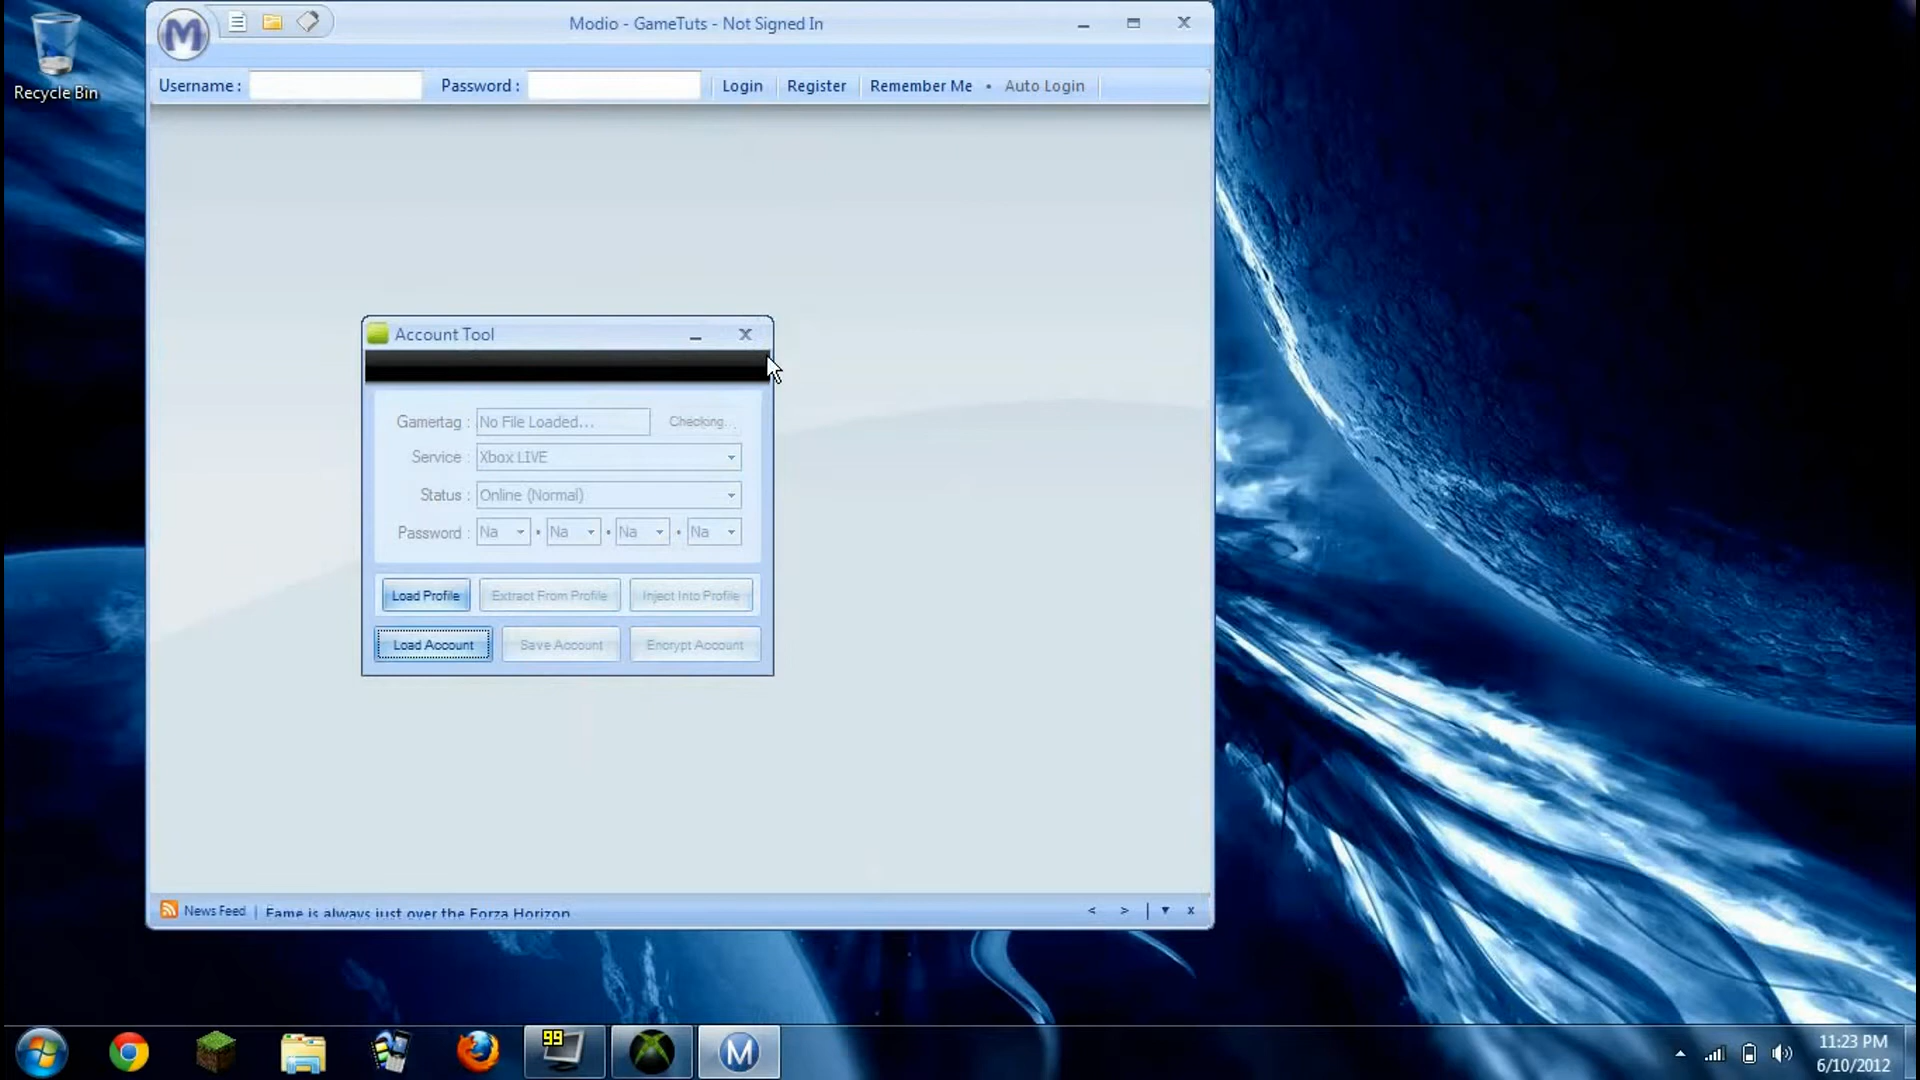 Modio - GameTuts - Not Signed In
Recycle Bin
Username :
Password :
Login
Register
Remember Me
Auto Login
Account Tool
Gamertag : No File Loaded... Checking...
Service : Xbox LIVE
Status : Online (Normal)
Password : Na Na Na Na
Load Profile Extract From Profile Inject Into Profile
Load Account Save Account Encrypt Account
News Feed Fame is always just over the Forza Horizon
99
M
11:23 PM
6/10/2012